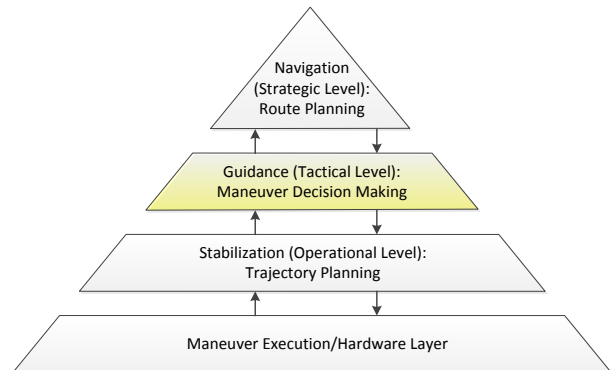 Navigation
(Strategic Level):
Route Planning
Guidance (Tactical Level):
Maneuver Decision Making
Stabilization (Operational Level):
Trajectory Planning
Maneuver Execution/Hardware Layer